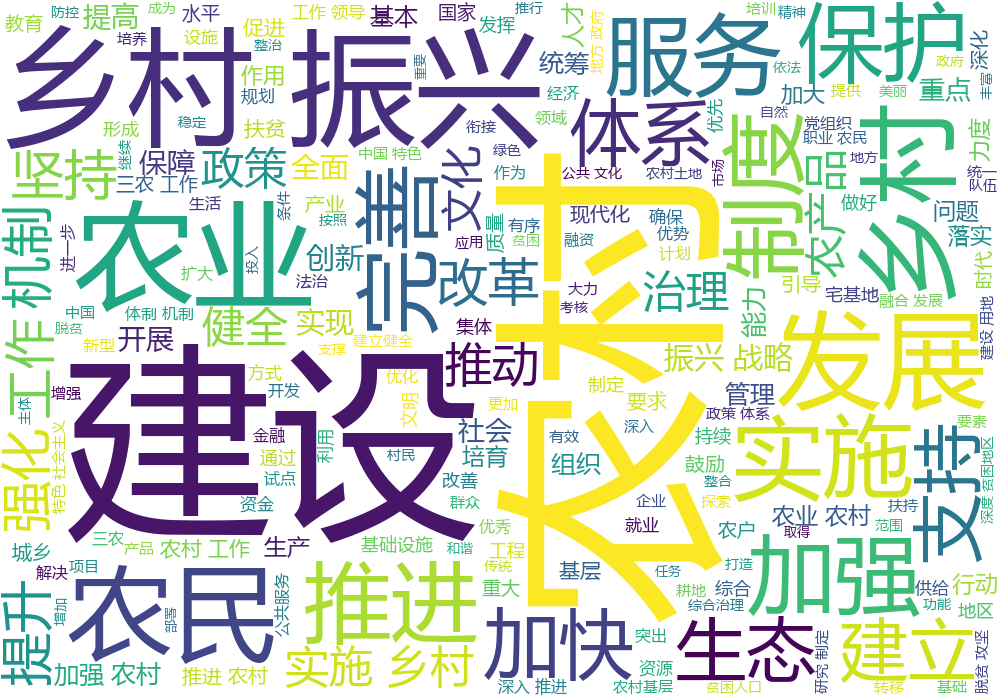 教育
防控
提高
成为
水平
培养
设施
促进
整治
工作 领导
基本
国家
重要
发挥
推行
人才
地方 政府
培训
精神
依法
政府
深化
丰富
乡村 振兴
服务
保护
作用
规划
统筹
经济
领域
优先
加大
提供
美丽
重点
形成
稳定
扶贫
衔接
绿色
体系
自然
党组织
职业 农民
力度
继续
保障
政策
中国 特色
全面
文化
作为
公共 文化
农村土地
市场
制度
农产品
地方
乡村
统一
队伍
坚持
三农 工作
生活
条件
产业
按照
质量
有序
贫困
现代化
确保
优势
做好
问题
落实
时代
机制
进一步
农业
扩大
投入
创新
法治
完善
应用
改革
融资
计划
治理
大力
考核
能力
引导
宅基地
融合 发展
中国
脱贫
体制 机制
新型
开展
健全
实现
支撑
建立健全
集体
农村
振兴 战略
发展
建设 用地
工作
增强
主体
建设
方式
开发
优化
文明
推动
更加
制定
要求
管理
政策 体系
要素
强化
特色 社会主义
金融
通过
试点
利用
村民
社会
培育
改善
有效
组织
深入
持续
鼓励
整合
实施
支持
深度 贫困地区
资金
群众
优秀
企业
探索
就业
农户
农业 农村
取得
范围
扶持
城乡
三农
产品
农村 工作
生产
基础设施
和谐
传统
工程
解决
项目
重大
基层
任务
打造
耕地
综合
综合治理
加强
供给
功能
行动
地区
提升
增加
农民
部署
公共服务
推进
加快
突出
生态
建立
研究 制定
脱贫 攻坚
加强 农村
推进 农村
实施 乡村
深入 推进
资源
农村基层
贫困人口
转移
基础